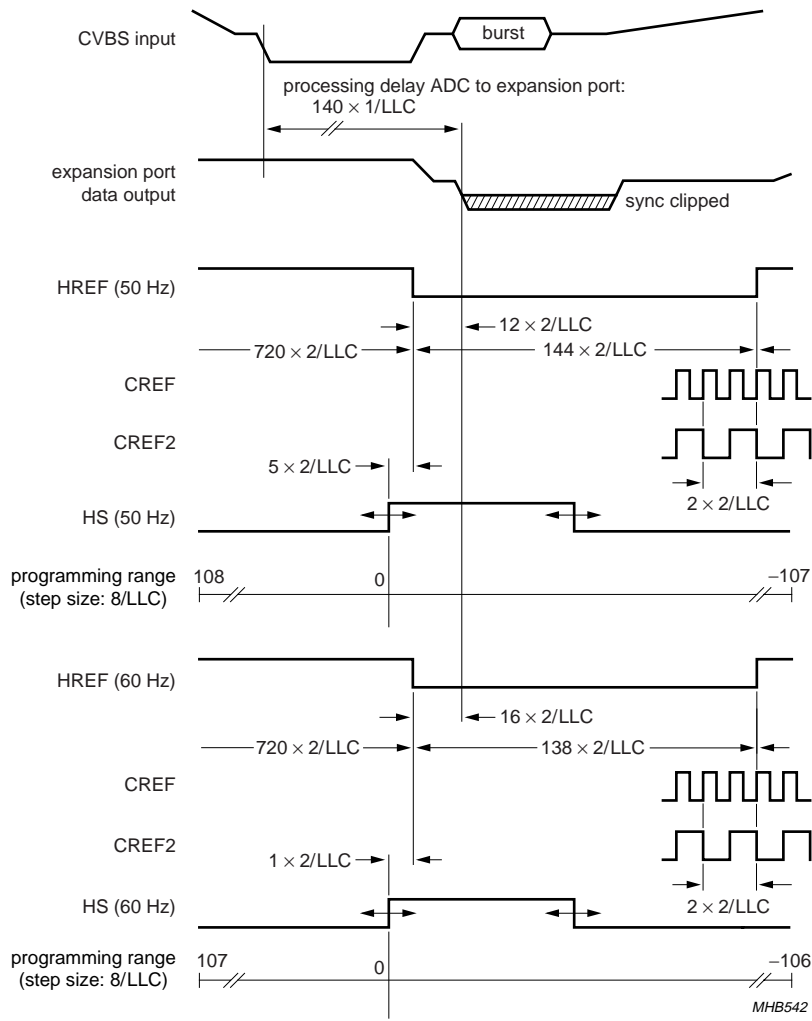 CVBS input
burst
processing delay ADC to expansion port:
140 × 1/LLC
expansion port
data output
sync clipped
HREF (50 Hz)
12 × 2/LLC
720 × 2/LLC
144 × 2/LLC
CREF
CREF2
5 × 2/LLC
2 × 2/LLC
HS (50 Hz)
programming range
(step size: 8/LLC)
108
0
−107
HREF (60 Hz)
16 × 2/LLC
720 × 2/LLC
138 × 2/LLC
CREF
CREF2
1 × 2/LLC
2 × 2/LLC
HS (60 Hz)
programming range
(step size: 8/LLC)
107
0
−106
MHB542